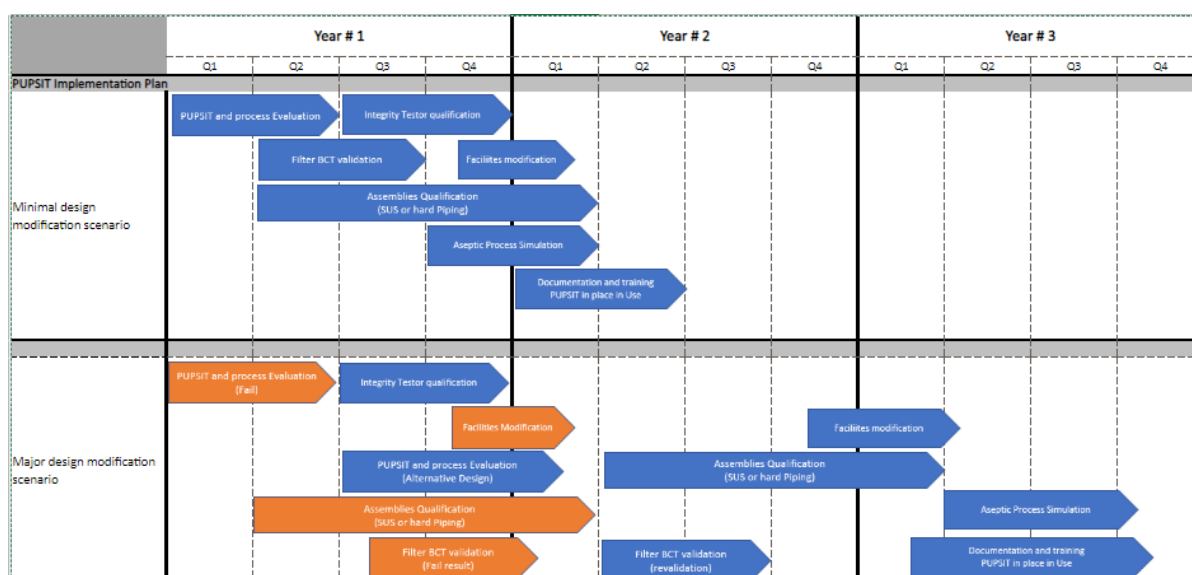 Year # 1
Year # 2
Year # 3
Q1
Q2
Q3
Q4
Q1
Q2
Q3
Q4
Q1
Q2
Q3
Q4
PUPSIT Implementation Plan
PUPSIT and process Evaluation
Integrity Testor qualification
Filter BCT validation
Faciliites modification
Minimal design
modification scenario
Assemblies Qualification
(SUS or hard Piping)
Aseptic Process Simulation
Documentation and training
PUPSIT in place in Use
PUPSIT and process Evaluation
(Fail)
Integrity Testor qualification
Facilities Modification
Faciliites modification
Major design modification
scenario
PUPSIT and process Evaluation
(Alternative Design)
Assemblies Qualification
(SUS or hard Piping)
Assemblies Qualification
(SUS or hard Piping)
Aseptic Process Simulation
Filter BCT validation
(Fail result)
Filter BCT validation
(revalidation)
Documentation and training
PUPSIT in place in Use